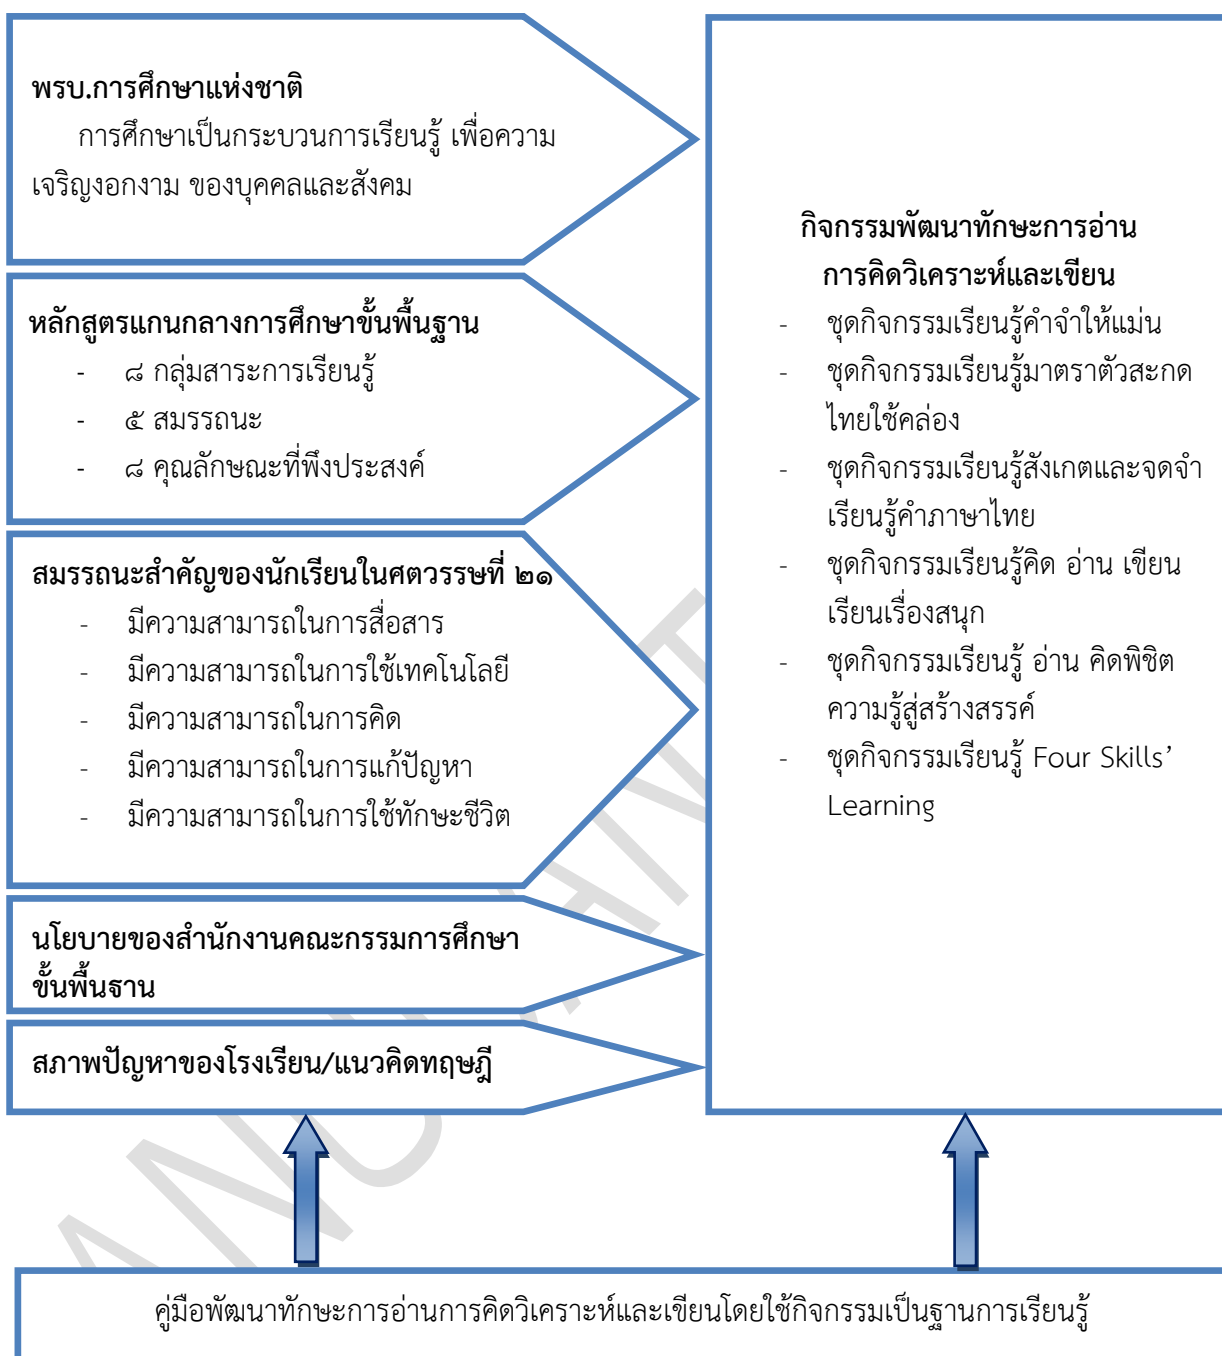 พรบ.การศึกษาแห่งชาติ
การศึกษาเป็นกระบวนการเรียนรู้ เพื่อความ
เจริญงอกงาม ของบุคคลและสังคม
หลักสูตรแกนกลางการศึกษาขั้นพื้นฐาน
- ๘ กลุ่มสาระการเรียนรู้
- ๕ สมรรถนะ
- ๘ คุณลักษณะที่พึงประสงค์
สมรรถนะสำคัญของนักเรียนในศตวรรษที่ ๒๑
- มีความสามารถในการสื่อสาร
- มีความสามารถในการใช้เทคโนโลยี
- มีความสามารถในการคิด
- มีความสามารถในการแก้ปัญหา
- มีความสามารถในการใช้ทักษะชีวิต
นโยบายของสำนักงานคณะกรรมการศึกษา
ขั้นพื้นฐาน
สภาพปัญหาของโรงเรียน/แนวคิดทฤษฎี
กิจกรรมพัฒนาทักษะการอ่าน
การคิดวิเคราะห์และเขียน
- ชุดกิจกรรมเรียนรู้คำจำให้แม่น
- ชุดกิจกรรมเรียนรู้มาตราตัวสะกด
ไทยใช้คล่อง
- ชุดกิจกรรมเรียนรู้สังเกตและจดจำ
เรียนรู้คำภาษาไทย
- ชุดกิจกรรมเรียนรู้คิด อ่าน เขียน
เรียนเรื่องสนุก
- ชุดกิจกรรมเรียนรู้ อ่าน คิดพิชิต
ความรู้สู่สร้างสรรค์
- ชุดกิจกรรมเรียนรู้ Four Skills’
Learning
คู่มือพัฒนาทักษะการอ่านการคิดวิเคราะห์และเขียนโดยใช้กิจกรรมเป็นฐานการเรียนรู้